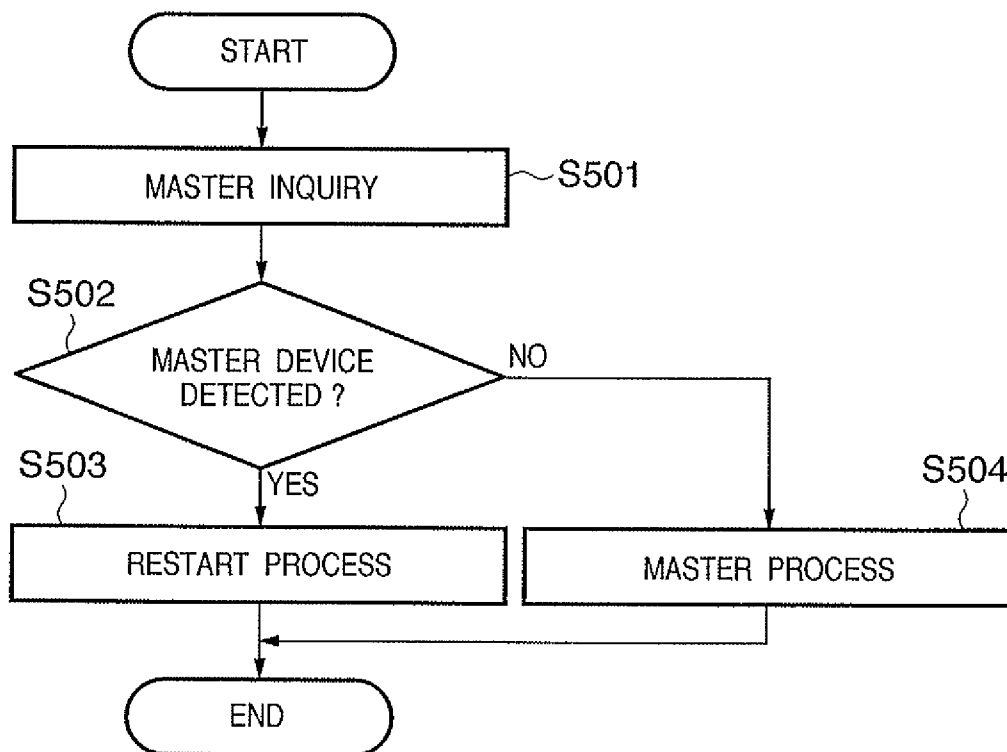 START
MASTER INQUIRY
S501
S502
MASTER DEVICE
DETECTED ?
NO
YES
S503
RESTART PROCESS
S504
MASTER PROCESS
END